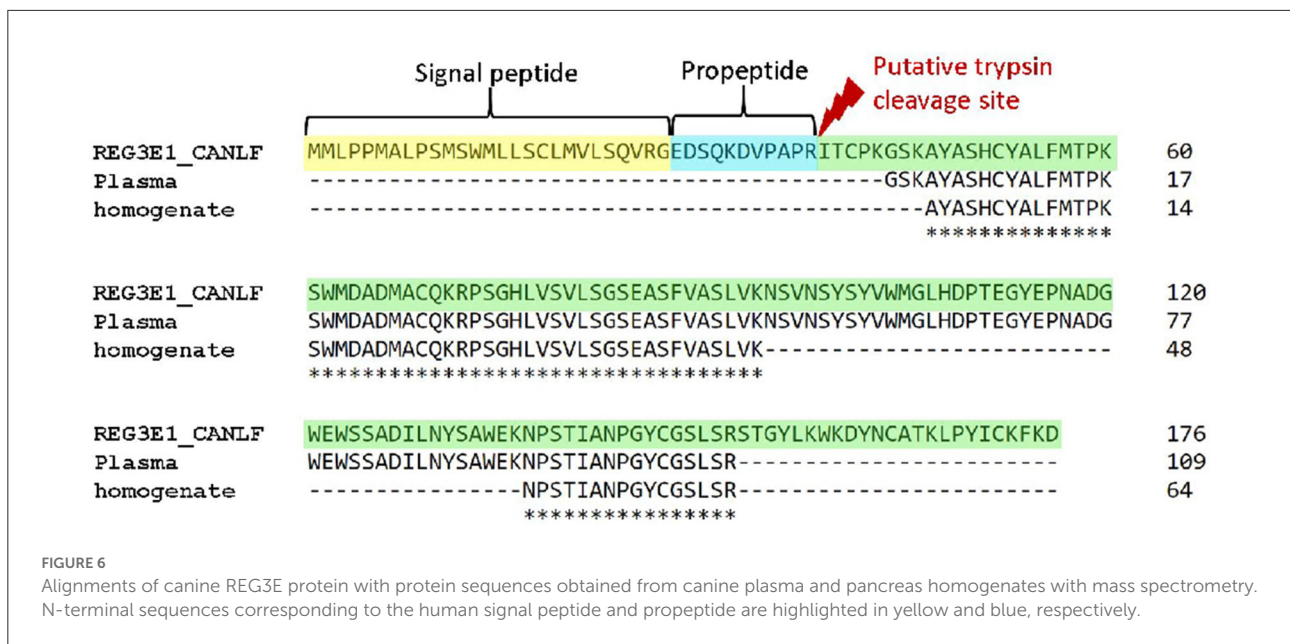 Signal peptide Propeptide Putative trypsin
cleavage site
REG3E1_CANLF MMLPPMALPSMSWMLLSCLMVLSQVRGEDSQKDVPAPRITCPKGSKAYASHCYALFMTPK 60
Plasma -------------------------------------------GSKAYASHCYALFMTPK 17
homogenate ----------------------------------------------AYASHCYALFMTPK 14
**************
REG3E1_CANLF SWMDADMACQKRPSGHLVSVLSGSEASFVASLVKNSVNSYSYVWMGLHDPTEGYEPNADG 120
Plasma SWMDADMACQKRPSGHLVSVLSGSEASFVASLVKNSVNSYSYVWMGLHDPTEGYEPNADG 77
homogenate SWMDADMACQKRPSGHLVSVLSGSEASFVASLVK-------------------------- 48
**********************************
REG3E1_CANLF WEWSSADILNYSAWEKNPSTIANPGYCGSLSRSTGYLKWKDYNCATKLPYICKFKD 176
Plasma WEWSSADILNYSAWEKNPSTIANPGYCGSLSR------------------------ 109
homogenate ----------------NPSTIANPGYCGSLSR------------------------ 64
****************
FIGURE 6
Alignments of canine REG3E protein with protein sequences obtained from canine plasma and pancreas homogenates with mass spectrometry.
N-terminal sequences corresponding to the human signal peptide and propeptide are highlighted in yellow and blue, respectively.